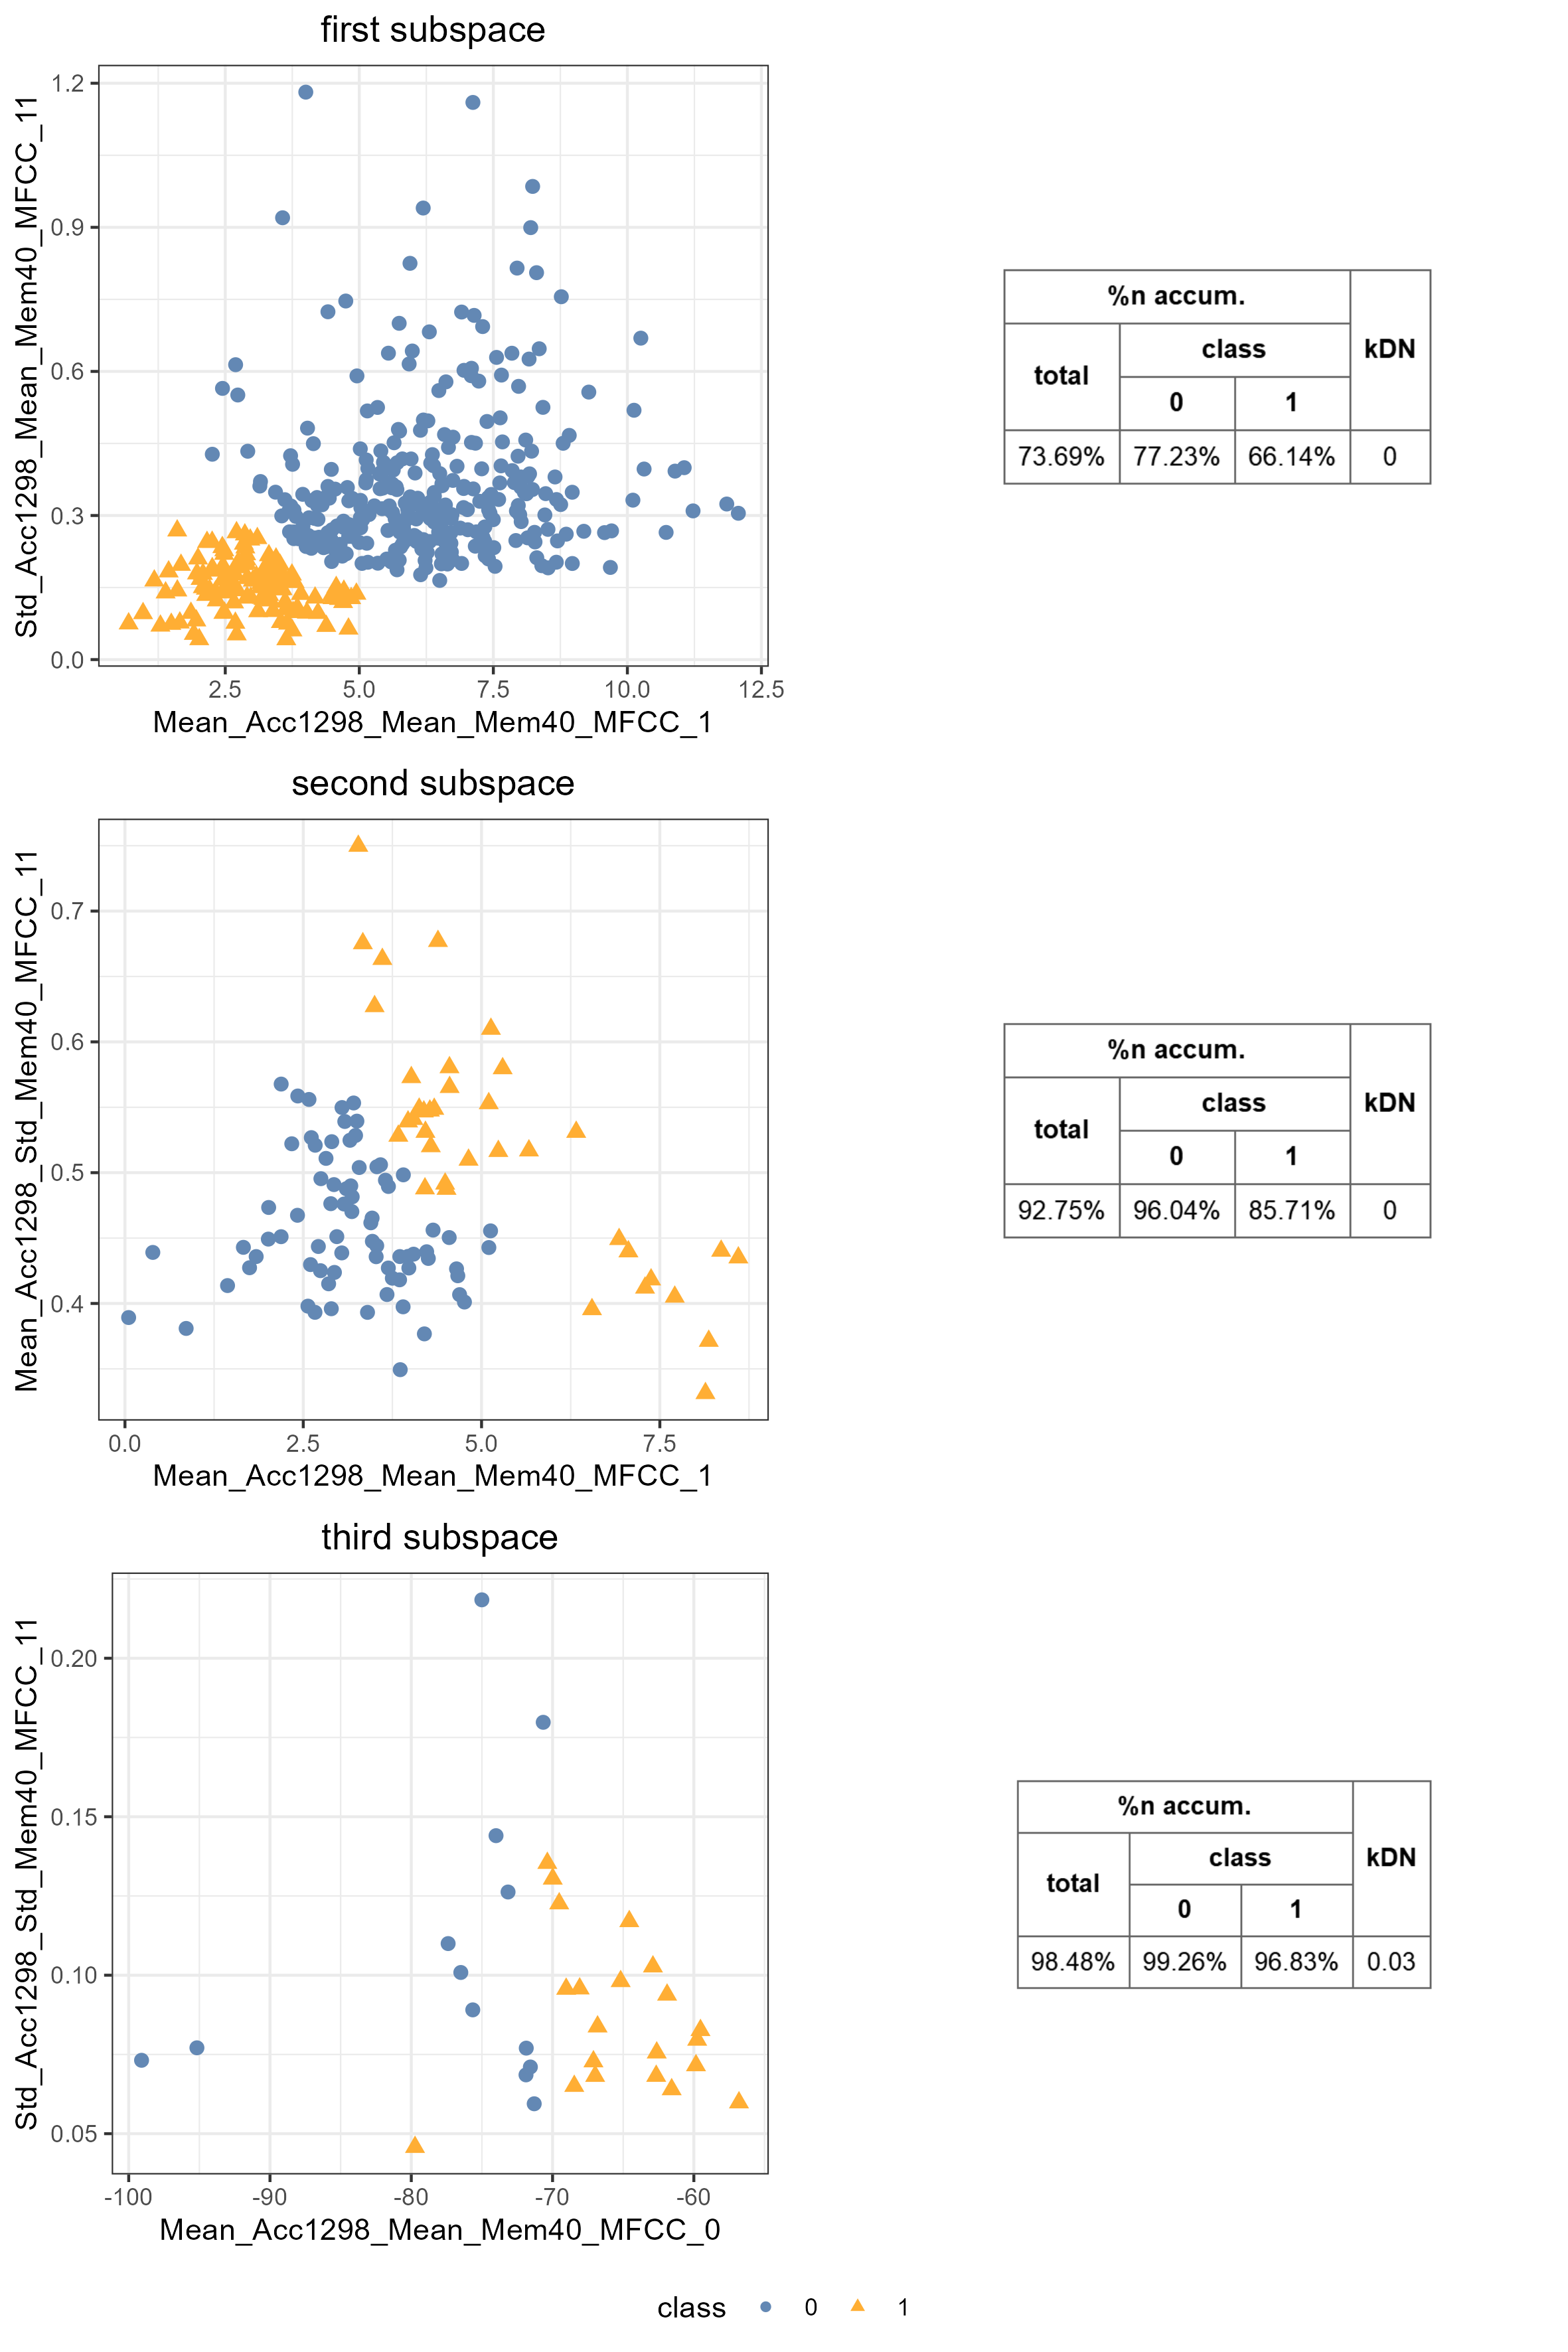 first subspace
Std_Acc1298_Mean_Mem40_MFCC_11
1.2
0.9
0.6
0.3
0.0
2.5 5.0 7.5 10.0 12.5
Mean_Acc1298_Mean_Mem40_MFCC_1
%n accum.
kDN
total
class
0 1
73.69% 77.23% 66.14% 0
second subspace
Mean_Acc1298_Std_Mem40_MFCC_11
0.7
0.6
0.5
0.4
0.0 2.5 5.0 7.5
Mean_Acc1298_Mean_Mem40_MFCC_1
%n accum.
kDN
total
class
0 1
92.75% 96.04% 85.71% 0
third subspace
Std_Acc1298_Std_Mem40_MFCC_11
0.20
0.15
0.10
0.05
-100 -90 -80 -70 -60
Mean_Acc1298_Mean_Mem40_MFCC_0
%n accum.
kDN
total
class
0 1
98.48% 99.26% 96.83% 0.03
class 0 1